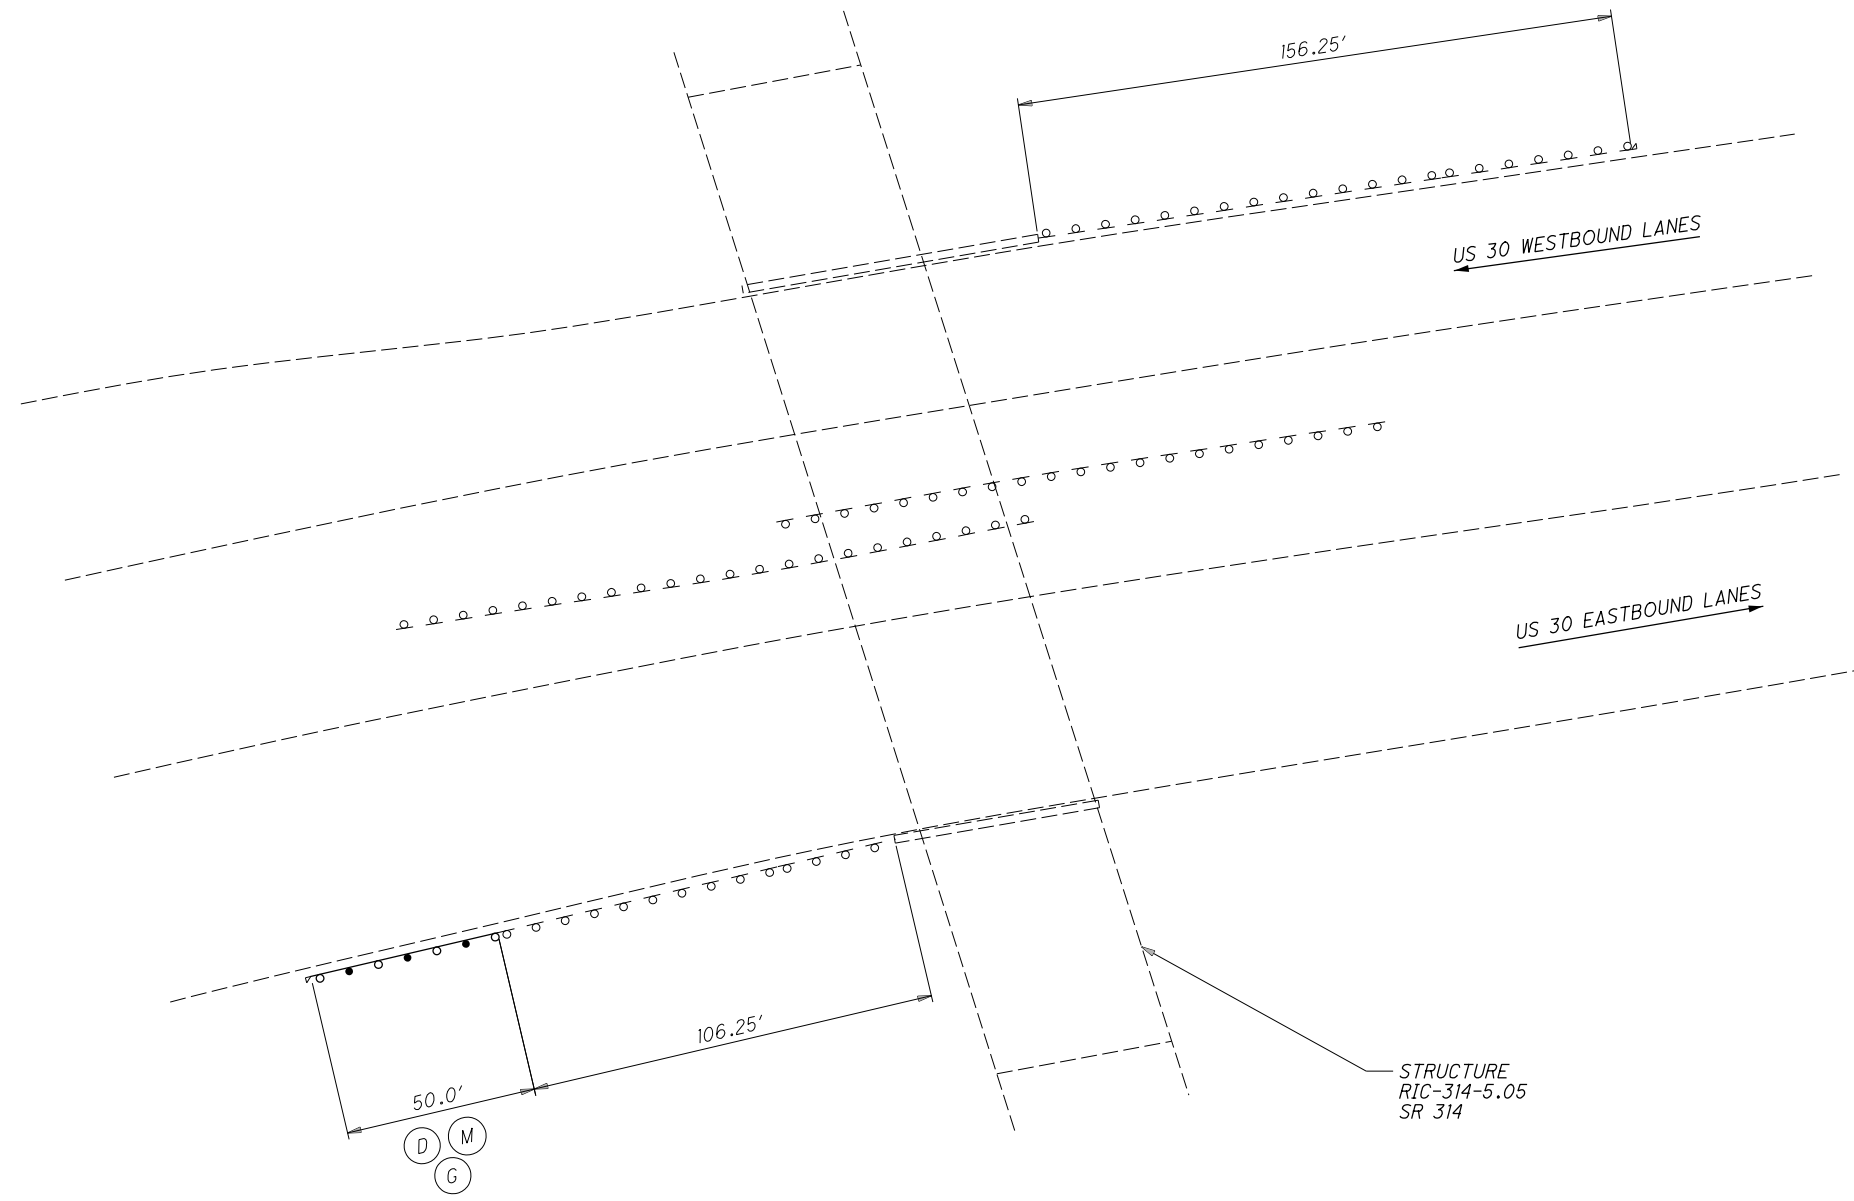 156.25'
US 30 WESTBOUND LANES
US 30 EASTBOUND LANES
106.25'
50.0'
D M
G
STRUCTURE
RIC-314-5.05
SR 314